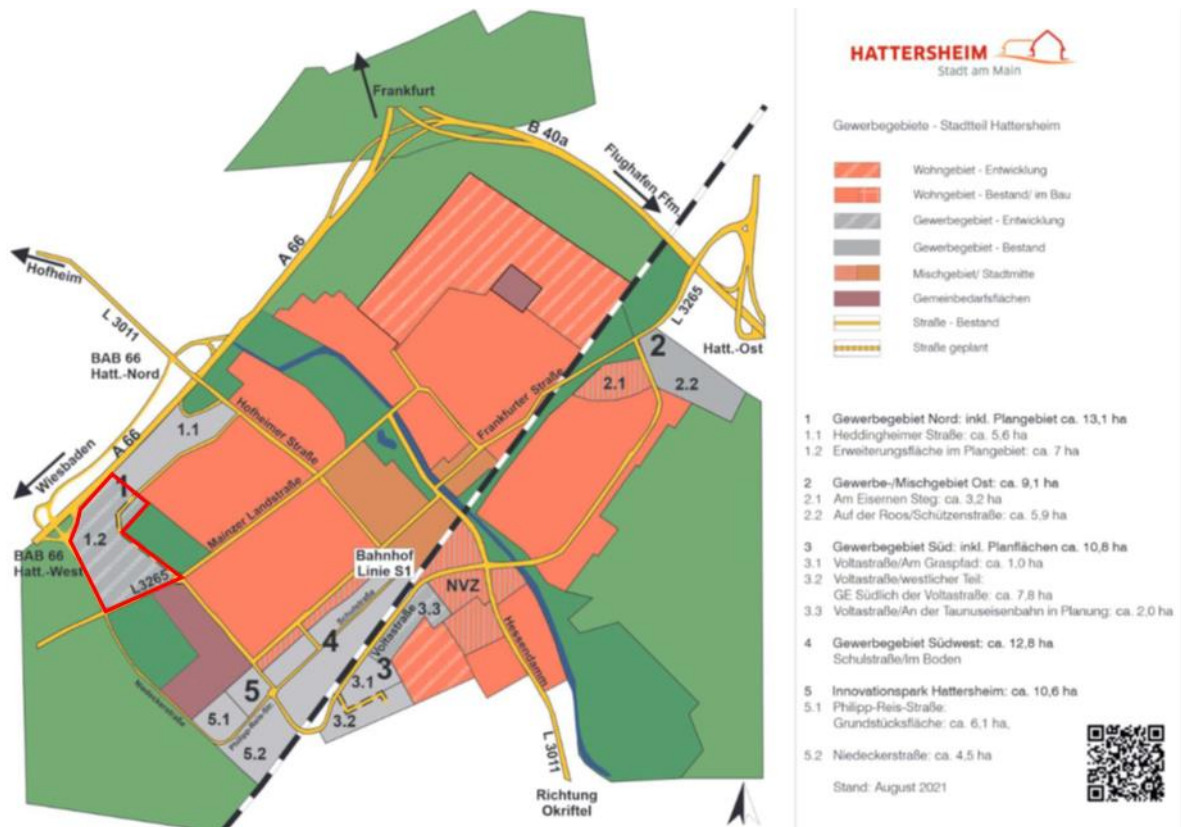 Frankfurt
B 40a
Flughafen Ffm.
A 66
Hofheim
L 3011
BAB 66
Hatt.-Nord
L 3265
Hatt.-Ost
2
2.1
2.2
Frankfurter Straße
Hofheimer Straße
1.1
A 66
Wiesbaden
1
1.2
Mainzer Landstraße
BAB 66
Hatt.-West
L3265
Bahnhof
Linie S1
NVZ
Schulstraße
Voltastraße
3.3
4
3
3.1
3.2
Hessendamm
Niedeckerstraße
5
5.1
Philipp-Reis-Str.
5.2
L 3011
Richtung
Okriftel
HATTERSHEIM
Stadt am Main
Gewerbegebiete - Stadtteil Hattersheim
Wohngebiet - Entwicklung
Wohngebiet - Bestand/ im Bau
Gewerbegebiet - Entwicklung
Gewerbegebiet - Bestand
Mischgebiet/ Stadtmitte
Gemeinbedarfsflächen
Straße - Bestand
Straße geplant
1 Gewerbegebiet Nord: inkl. Plangebiet ca. 13,1 ha
1.1 Heddingheimer Straße: ca. 5,6 ha
1.2 Erweiterungsfläche im Plangebiet: ca. 7 ha
2 Gewerbe-/Mischgebiet Ost: ca. 9,1 ha
2.1 Am Eisernen Steg: ca. 3,2 ha
2.2 Auf der Roos/Schützenstraße: ca. 5,9 ha
3 Gewerbegebiet Süd: inkl. Planflächen ca. 10,8 ha
3.1 Voltastraße/Am Graspfad: ca. 1,0 ha
3.2 Voltastraße/westlicher Teil:
GE Südlich der Voltastraße: ca. 7,8 ha
3.3 Voltastraße/An der Taunuseisenbahn in Planung: ca. 2,0 ha
4 Gewerbegebiet Südwest: ca. 12,8 ha
Schulstraße/Im Boden
5 Innovationspark Hattersheim: ca. 10,6 ha
5.1 Philipp-Reis-Straße:
Grundstücksfläche: ca. 6,1 ha,
5.2 Niedeckerstraße: ca. 4,5 ha
Stand: August 2021